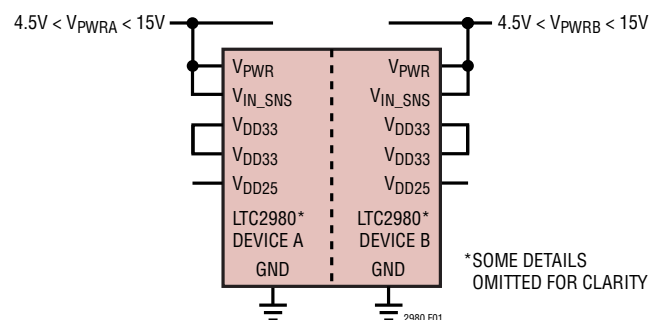 4.5V < VPWRA < 15V
4.5V < VPWRB < 15V
VPWR
VIN_SNS
VDD33
VDD33
VDD25
LTC2980*
DEVICE A
GND
VPWR
VIN_SNS
VDD33
VDD33
VDD25
LTC2980*
DEVICE B
GND
*SOME DETAILS
OMITTED FOR CLARITY
2980 F01